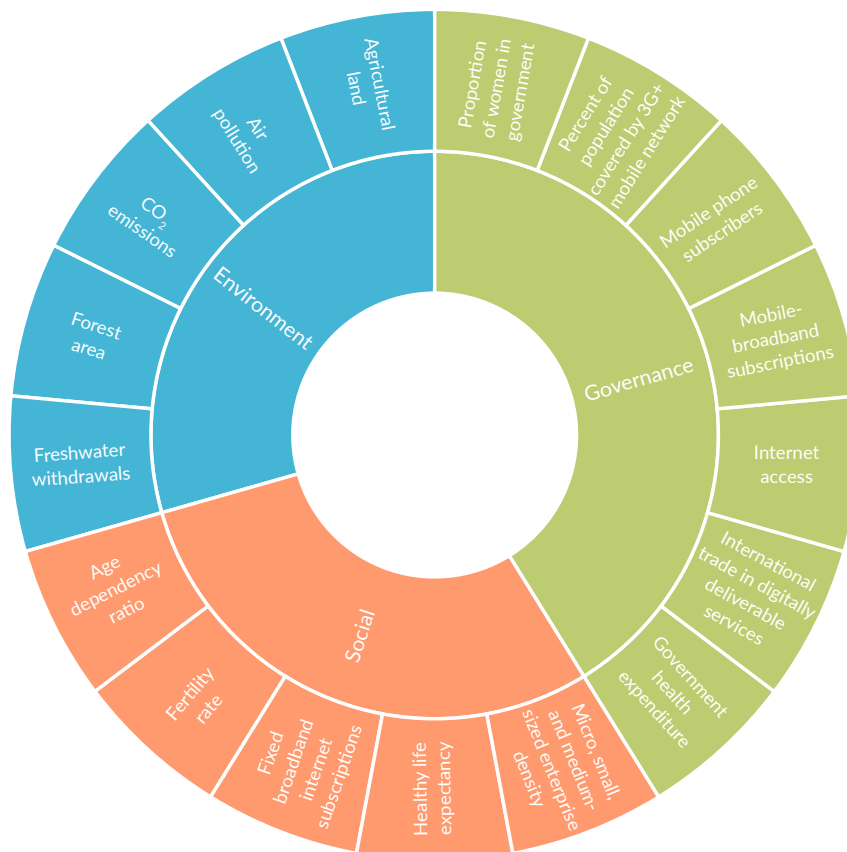 Environment
Governance
Social
Proportion
of women in
government
Percent of
population
covered by 3G+
mobile network
Mobile phone
subscribers
Mobile-
broadband
subscriptions
Internet
access
International
trade in digitally
deliverable
services
Government
health
expenditure
Micro, small,
and medium-
sized enterprise
density
Healthy life
expectancy
Fixed
broadband
internet
subscriptions
Fertility
rate
Age
dependency
ratio
Freshwater
withdrawals
Forest
area
CO₂
emissions
Air
pollution
Agricultural
land